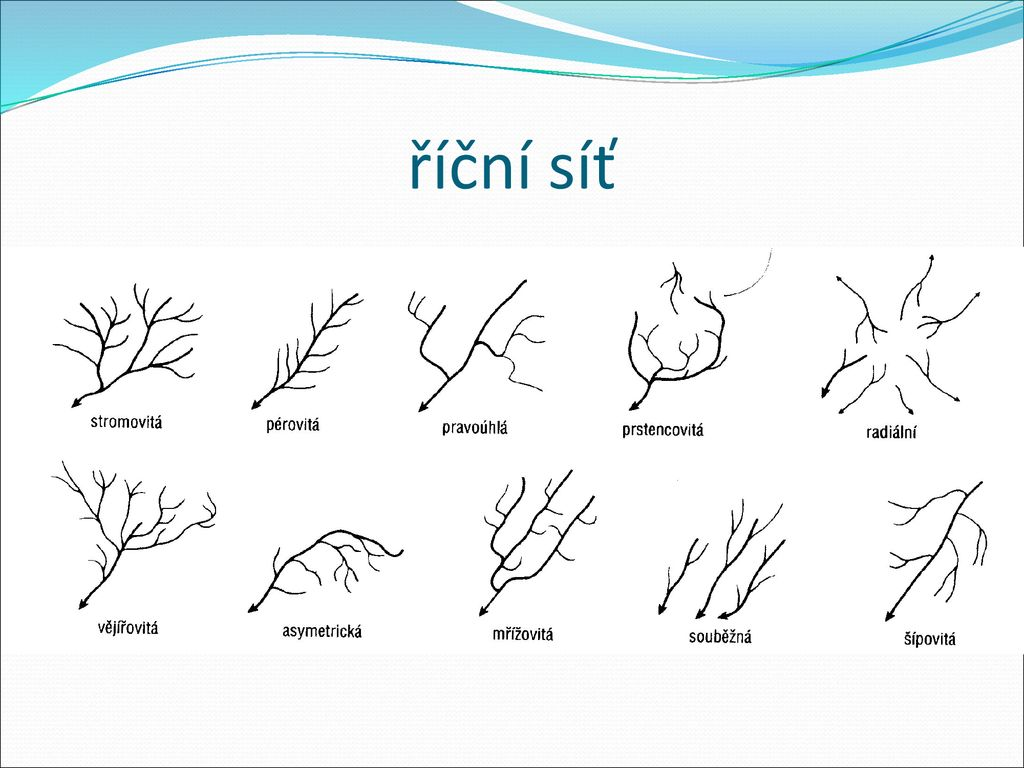 říční síť
stromovitá
pérovitá
pravoúhlá
prstencovitá
radiální
vějířovitá
asymetrická
mřížovitá
souběžná
šípovitá